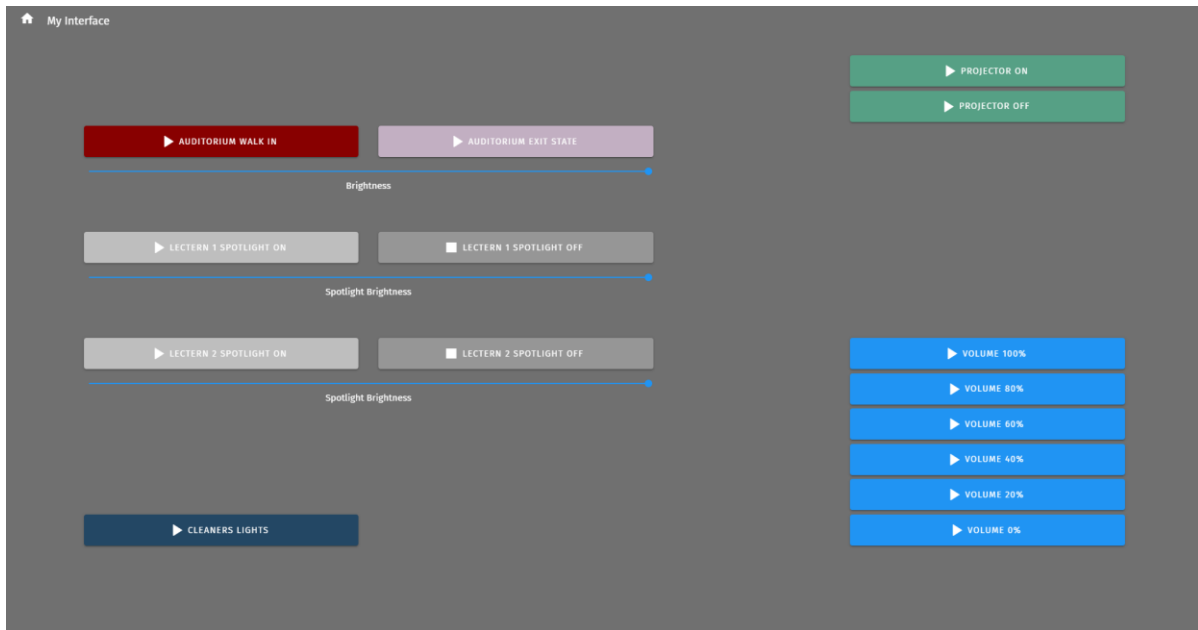 My Interface
PROJECTOR ON
PROJECTOR OFF
AUDITORIUM WALK IN
AUDITORIUM EXIT STATE
Brightness
LECTERN 1 SPOTLIGHT ON
LECTERN 1 SPOTLIGHT OFF
Spotlight Brightness
LECTERN 2 SPOTLIGHT ON
LECTERN 2 SPOTLIGHT OFF
Spotlight Brightness
CLEANERS LIGHTS
VOLUME 100%
VOLUME 80%
VOLUME 60%
VOLUME 40%
VOLUME 20%
VOLUME 0%